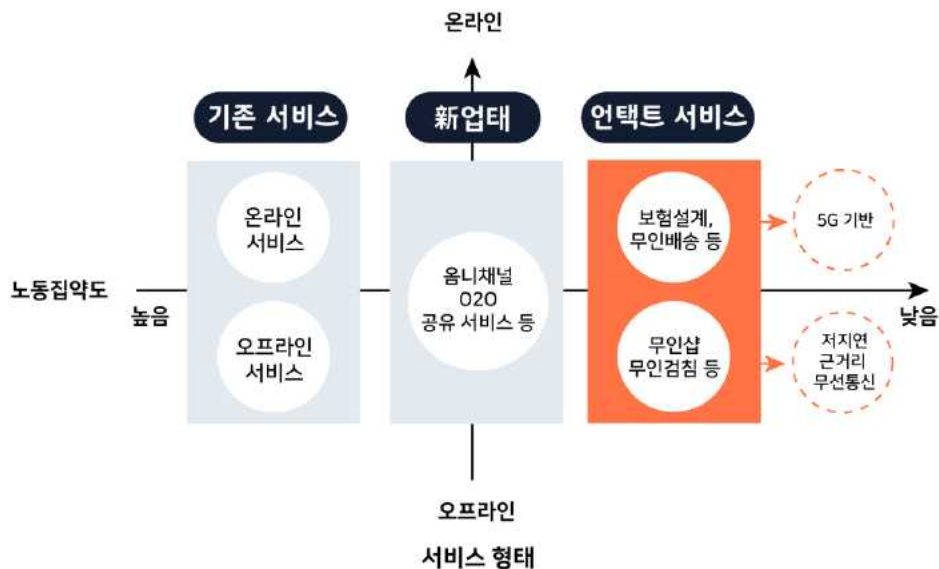 온라인
기존 서비스
新업태
언택트 서비스
온라인
서비스
보험설계,
무인배송 등
5G 기반
옴니채널
O2O
공유 서비스 등
노동집약도
높음
낮음
오프라인
서비스
무인샵
무인검침 등
저지연
근거리
무선통신
오프라인
서비스 형태